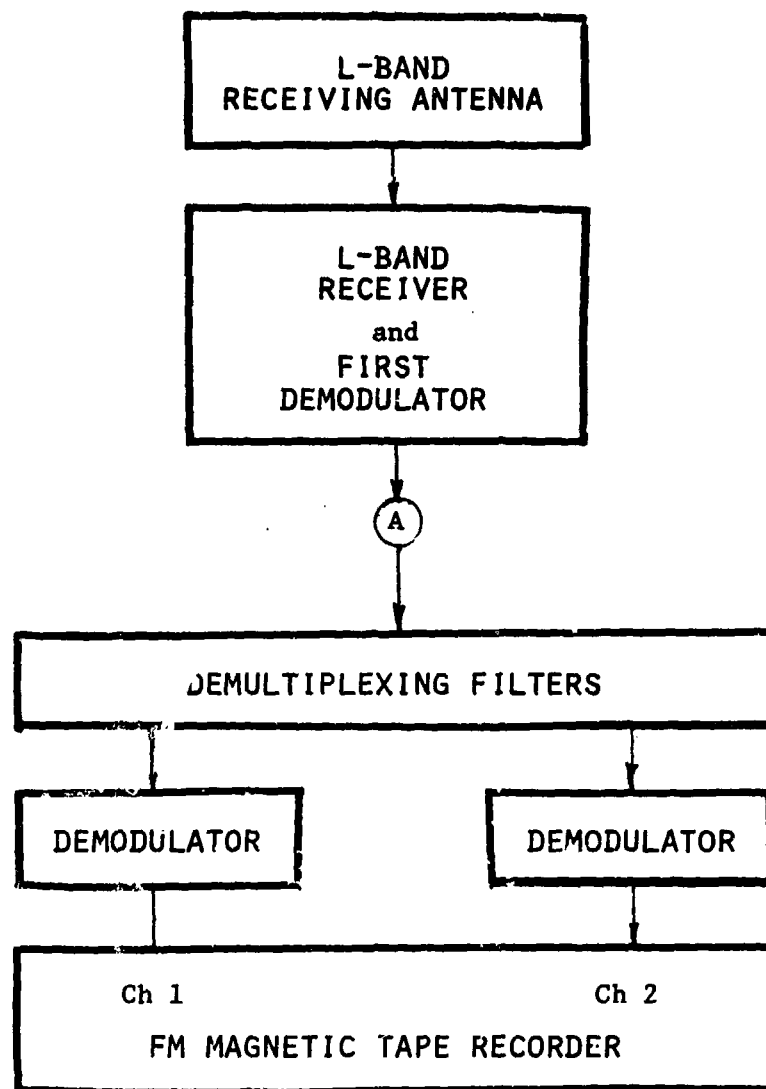 L-BAND
RECEIVING ANTENNA
L-BAND
RECEIVER
and
FIRST
DEMODULATOR
A
DEMULTIPLEXING FILTERS
DEMODULATOR
DEMODULATOR
Ch 1
Ch 2
FM MAGNETIC TAPE RECORDER